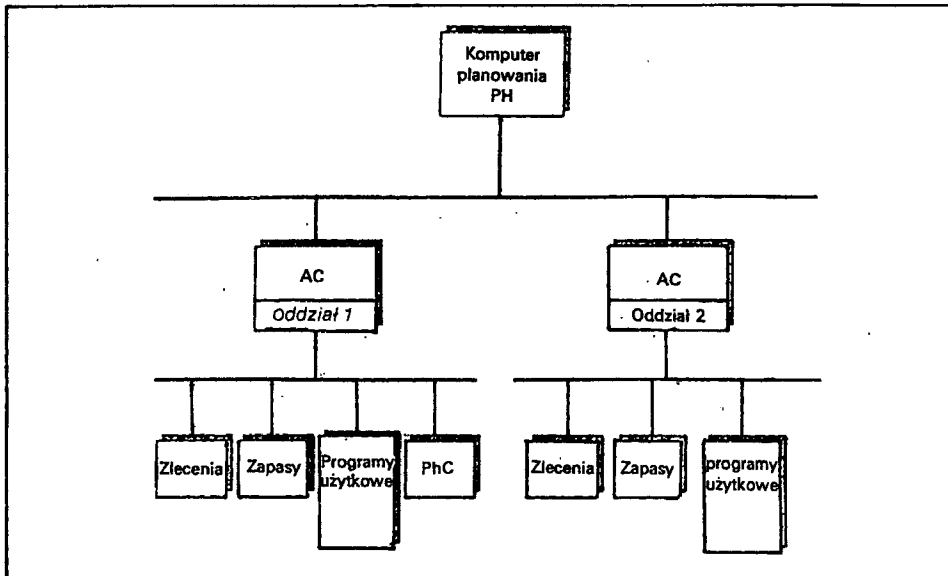 Komputer
planowania
PH
AC
Oddział 1
AC
Oddział 2
Zlecenia
Zapasy
Programy
użytkowe
PhC
Zlecenia
Zapasy
programy
użytkowe